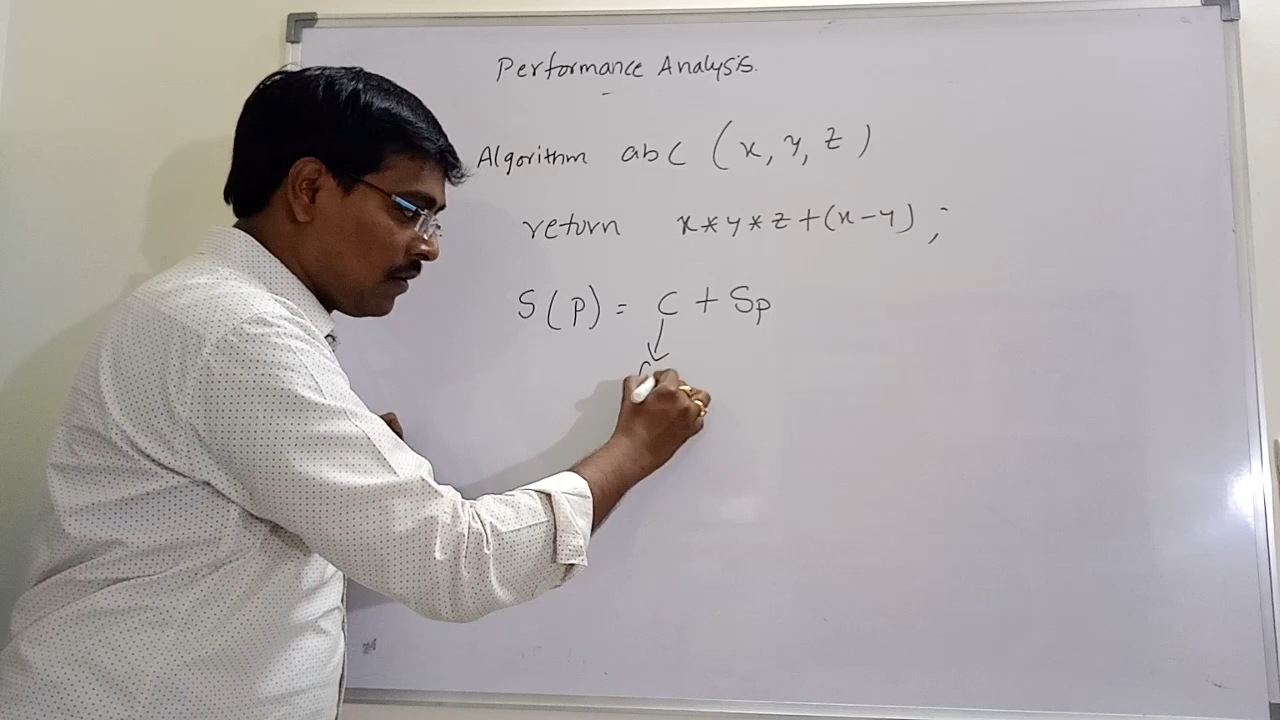 Performance Analysis.
Algorithm abc (x, y, z)
return x*y*z+(x-y) ;
S(P) = C + Sp